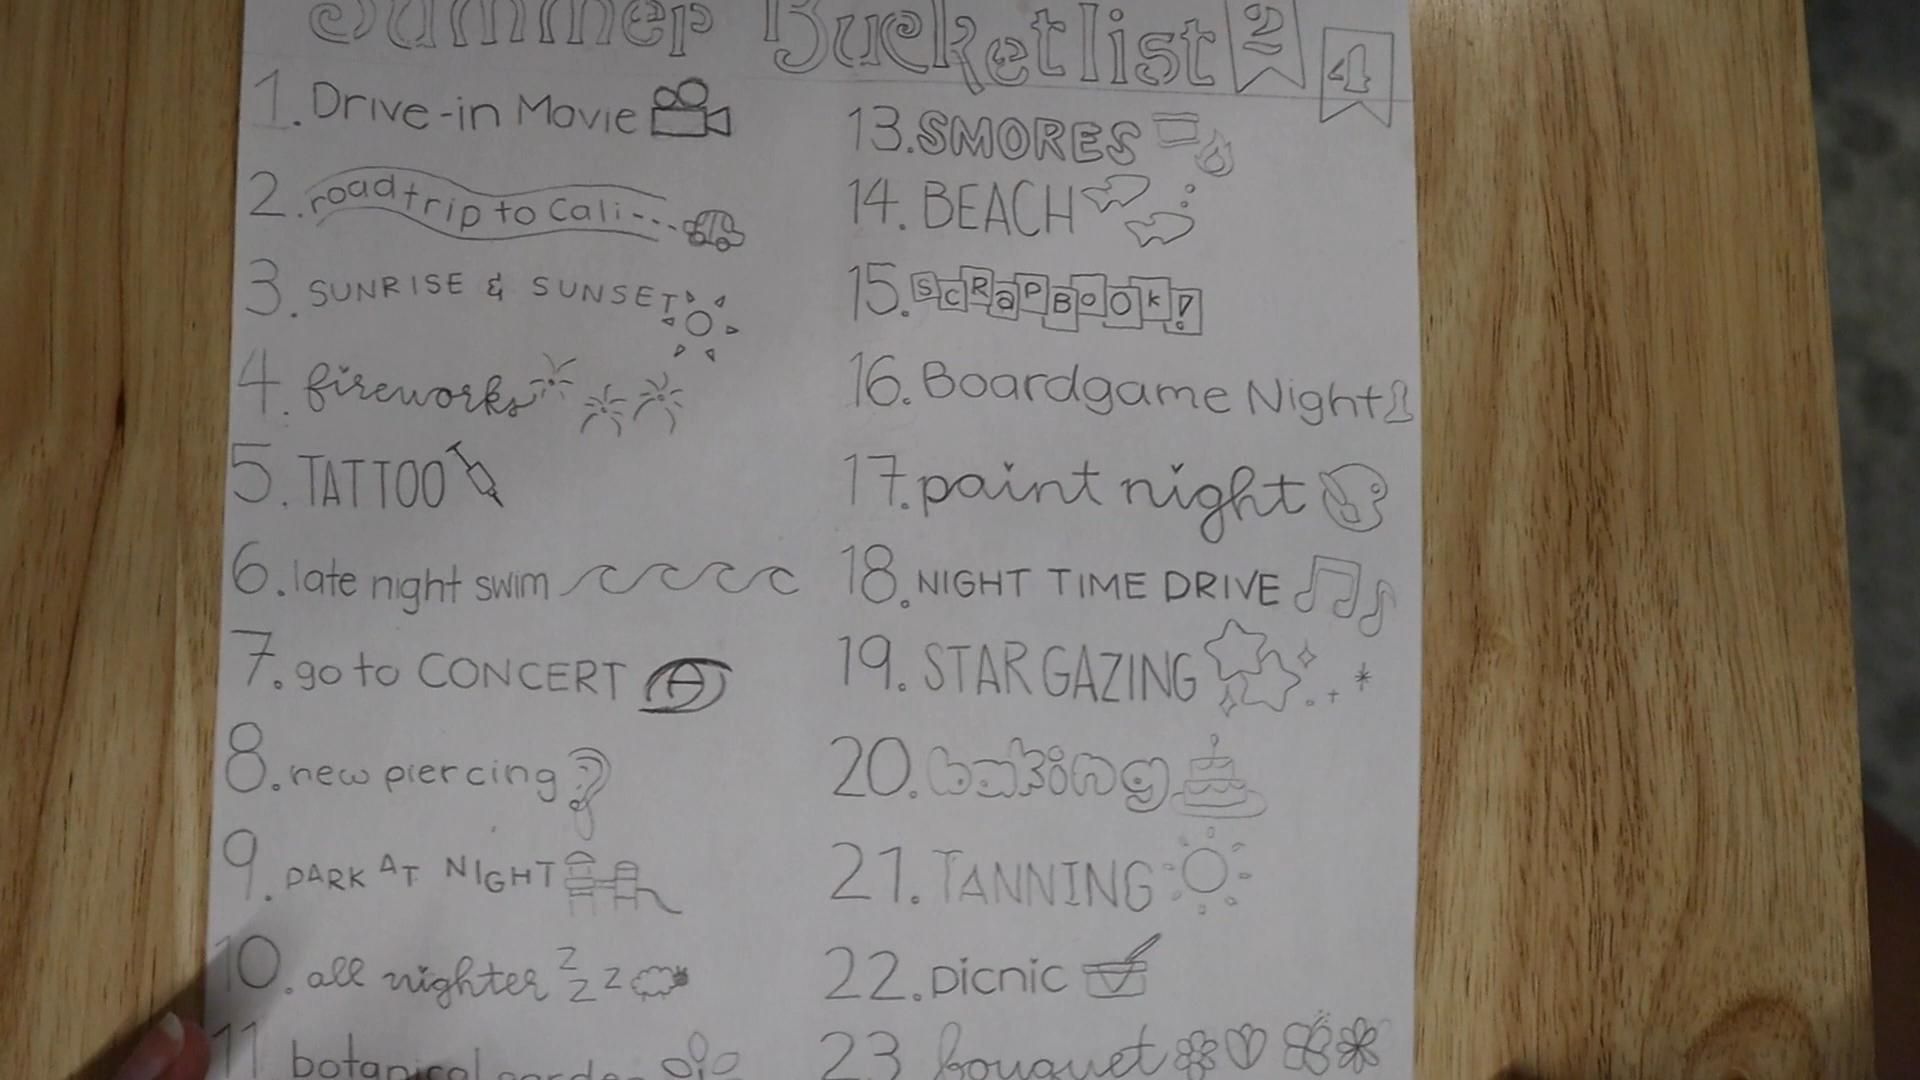 Summer Bucketlist 2
4
1. Drive-in Movie
2. roadtrip to Cali
3. SUNRISE & SUNSET
4. fireworks
5. TATTOO
6. late night swim
7. go to CONCERT
8. new piercing
9. PARK AT NIGHT
10. all nighter z z z
11 botanical
13. SMORES
14. BEACH
15. SCRaPBOOK!
16. Boardgame Night
17. paint night
18. NIGHT TIME DRIVE
19. STAR GAZING
20. baking
21. TANNING
22. picnic
23 bouquet